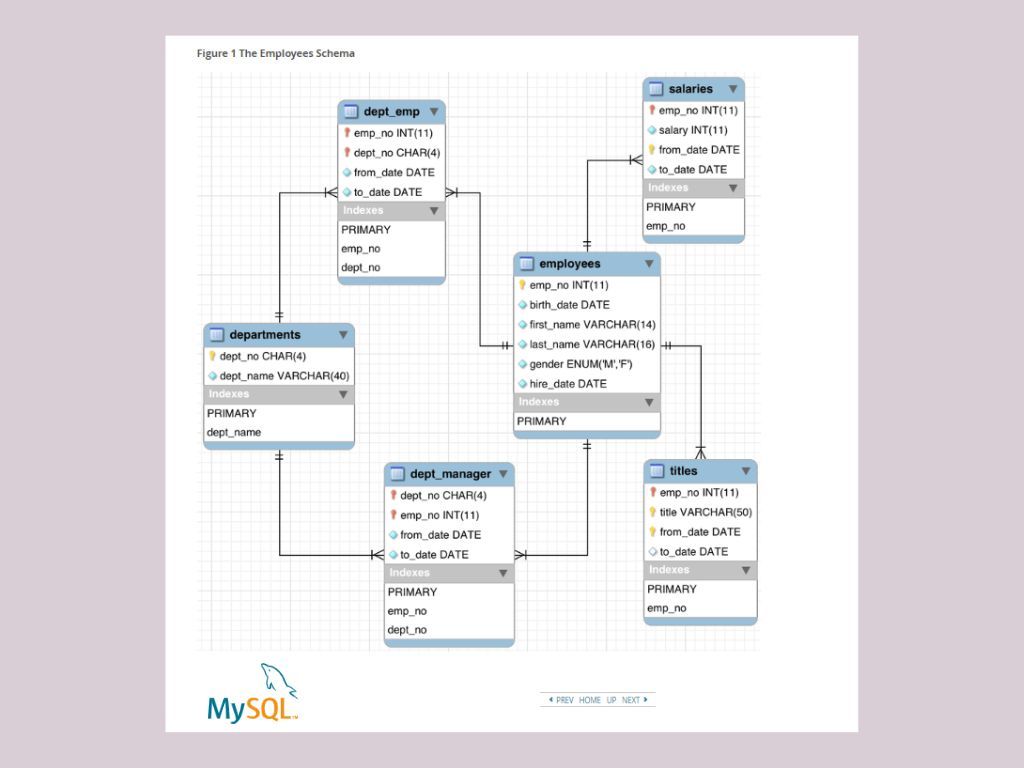 Figure 1 The Employees Schema
dept_emp
emp_no INT(11)
dept_no CHAR(4)
from_date DATE
to_date DATE
Indexes
PRIMARY
emp_no
dept_no
salaries
emp_no INT(11)
salary INT(11)
from_date DATE
to_date DATE
Indexes
PRIMARY
emp_no
employees
emp_no INT(11)
birth_date DATE
first_name VARCHAR(14)
last_name VARCHAR(16)
gender ENUM('M','F')
hire_date DATE
Indexes
PRIMARY
departments
dept_no CHAR(4)
dept_name VARCHAR(40)
Indexes
PRIMARY
dept_name
dept_manager
dept_no CHAR(4)
emp_no INT(11)
from_date DATE
to_date DATE
Indexes
PRIMARY
emp_no
dept_no
titles
emp_no INT(11)
title VARCHAR(50)
from_date DATE
to_date DATE
Indexes
PRIMARY
emp_no
MySQL™
PREV HOME UP NEXT